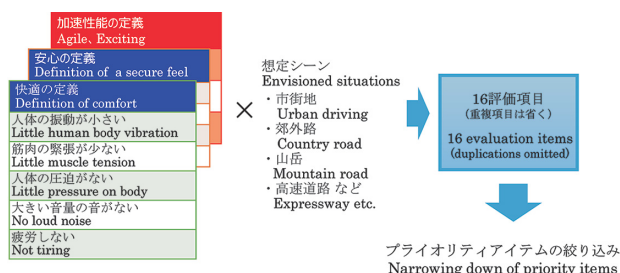 加速性能の定義
Agile、Exciting
安心の定義
Definition of a secure feel
快適の定義
Definition of comfort
人体の振動が小さい
Little human body vibration
筋肉の緊張が少ない
Little muscle tension
人体の圧迫がない
Little pressure on body
大きい音量の音がない
No loud noise
疲労しない
Not tiring
×
想定シーン
Envisioned situations
・市街地
Urban driving
・郊外路
Country road
・山岳
Mountain road
・高速道路 など
Expressway etc.
16評価項目
(重複項目は省く)
16 evaluation items
(duplications omitted)
プライオリティアイテムの絞り込み
Narrowing down of priority items